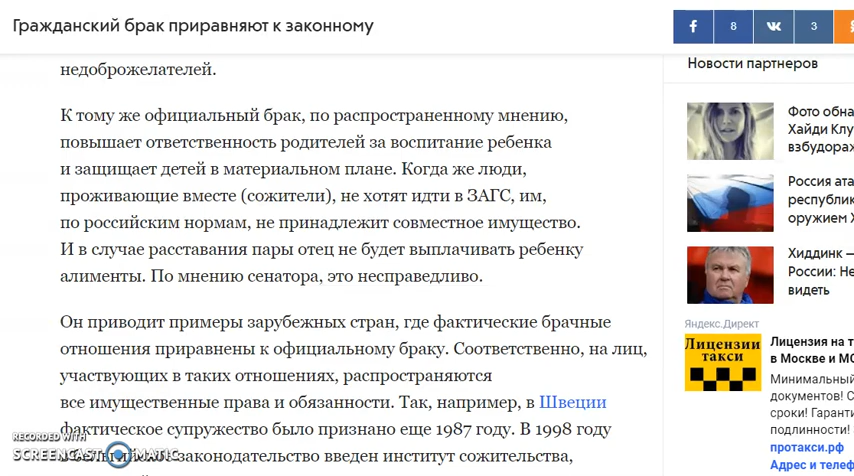 Гражданский брак приравняют к законному
8
3
недоброжелателей.
К тому же официальный брак, по распространенному мнению,
повышает ответственность родителей за воспитание ребенка
и защищает детей в материальном плане. Когда же люди,
проживающие вместе (сожители), не хотят идти в ЗАГС, им,
по российским нормам, не принадлежит совместное имущество.
И в случае расставания пары отец не будет выплачивать ребенку
алименты. По мнению сенатора, это несправедливо.
Он приводит примеры зарубежных стран, где фактические брачные
отношения приравнены к официальному браку. Соответственно, на лиц,
участвующих в таких отношениях, распространяются
все имущественные права и обязанности. Так, например, в Швеции
фактическое супружество было признано еще 1987 году. В 1998 году
законодательство введен институт сожительства,
RECORDED WITH
SCREENCAST MATIC
Новости партнеров
Фото обна
Хайди Клу
взбудораж
Россия ата
республик
оружием Х
Хиддинк —
России: Не
видеть
Яндекс.Директ
Лицензии
такси
Лицензия на т
в Москве и МО
Минимальный
документов! С
сроки! Гарант
подлинности!
протакси.рф
Адрес и телеф